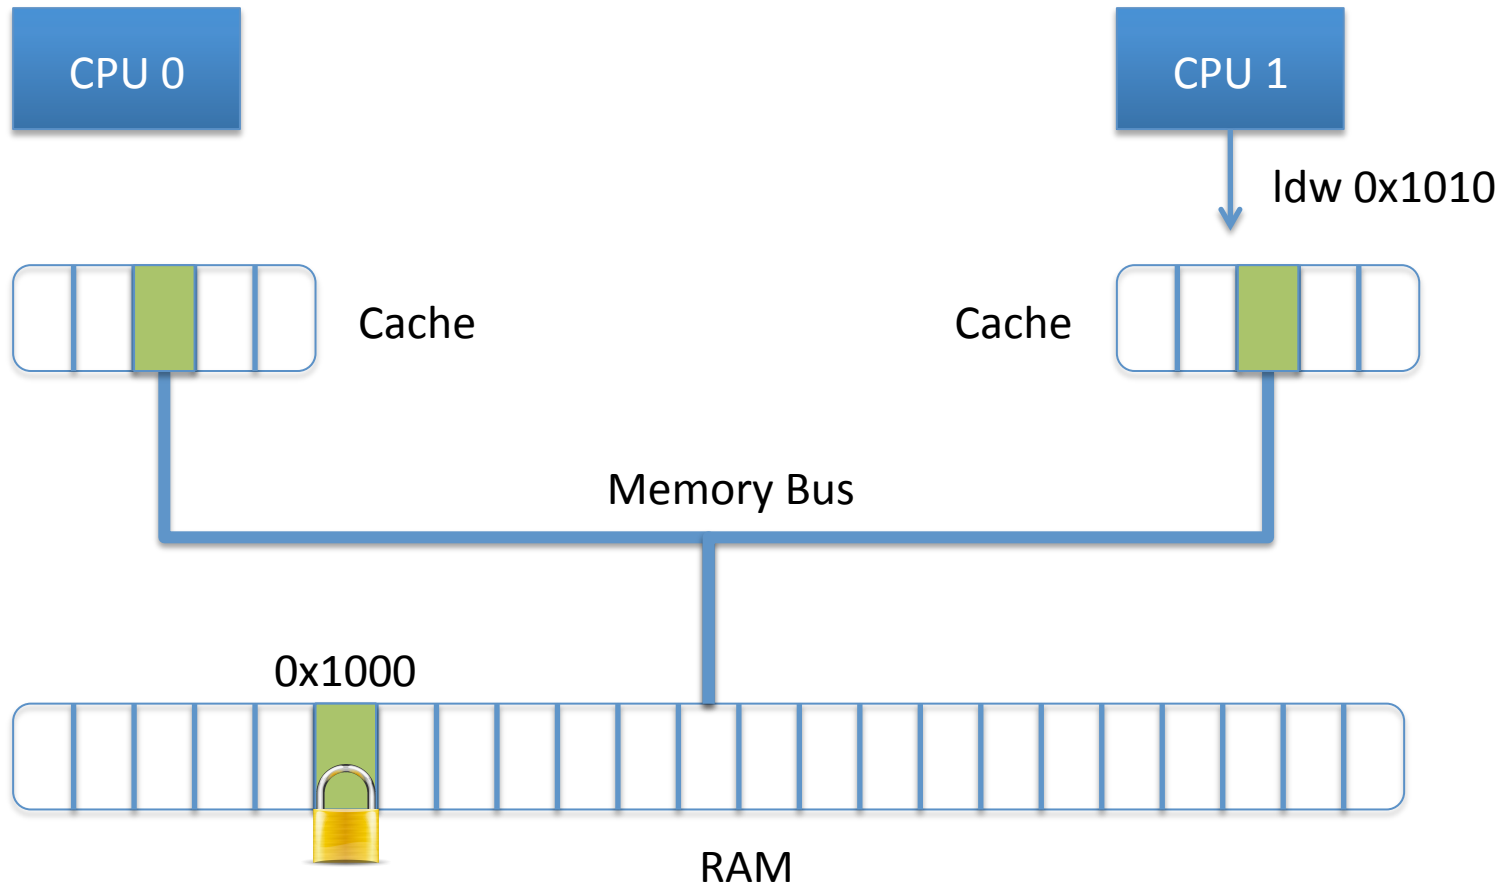 CPU 0
CPU 1
ldw 0x1010
Cache
Cache
Memory Bus
0x1000
RAM